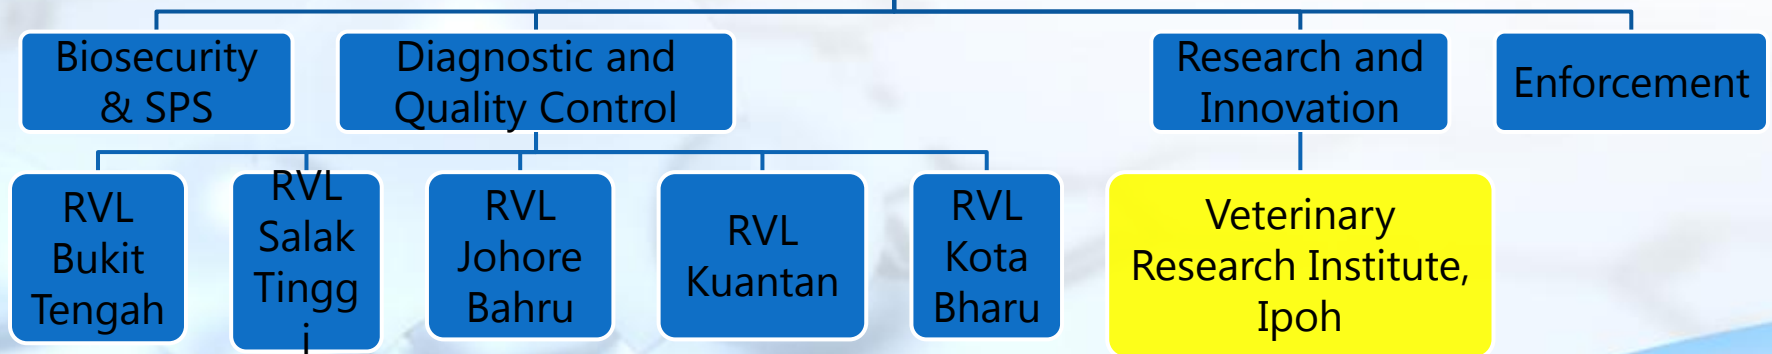 Biosecurity
& SPS
Diagnostic and
Quality Control
Research and
Innovation
Enforcement
RVL
Bukit
Tengah
RVL
Salak
Tingg
i
RVL
Johore
Bahru
RVL
Kuantan
RVL
Kota
Bharu
Veterinary
Research Institute,
Ipoh